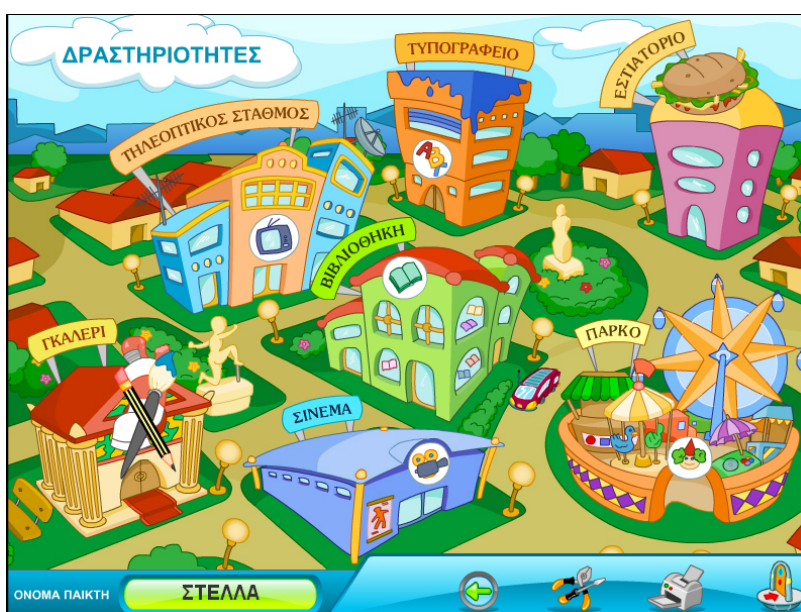 ΔΡΑΣΤΗΡΙΟΤΗΤΕΣ
ΤΥΠΟΓΡΑΦΕΙΟ
ΕΣΤΙΑΤΟΡΙΟ
ΤΗΛΕΟΠΤΙΚΟΣ ΣΤΑΘΜΟΣ
ΒΙΒΛΙΟΘΗΚΗ
ΓΚΑΛΕΡΙ
ΠΑΡΚΟ
ΣΙΝΕΜΑ
ΟΝΟΜΑ ΠΑΙΚΤΗ
ΣΤΕΛΛΑ